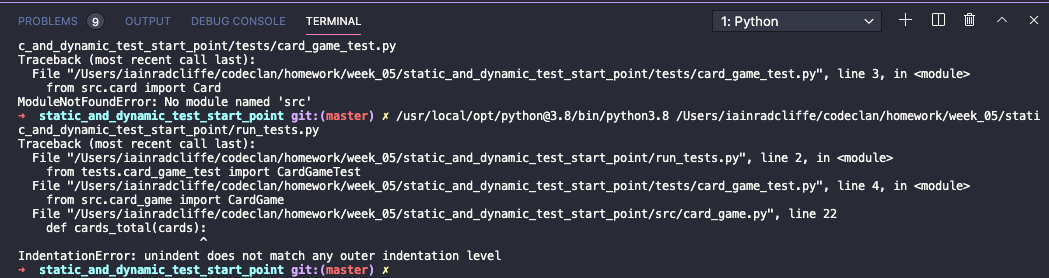 PROBLEMS 9 OUTPUT DEBUG CONSOLE TERMINAL 1: Python
c_and_dynamic_test_start_point/tests/card_game_test.py
Traceback (most recent call last):
  File "/Users/iainradcliffe/codeclan/homework/week_05/static_and_dynamic_test_start_point/tests/card_game_test.py", line 3, in <module>
    from src.card import Card
ModuleNotFoundError: No module named 'src'
→ static_and_dynamic_test_start_point git:(master) ✗ /usr/local/opt/python@3.8/bin/python3.8 /Users/iainradcliffe/codeclan/homework/week_05/stati
c_and_dynamic_test_start_point/run_tests.py
Traceback (most recent call last):
  File "/Users/iainradcliffe/codeclan/homework/week_05/static_and_dynamic_test_start_point/run_tests.py", line 2, in <module>
    from tests.card_game_test import CardGameTest
  File "/Users/iainradcliffe/codeclan/homework/week_05/static_and_dynamic_test_start_point/tests/card_game_test.py", line 4, in <module>
    from src.card_game import CardGame
  File "/Users/iainradcliffe/codeclan/homework/week_05/static_and_dynamic_test_start_point/src/card_game.py", line 22
    def cards_total(cards):
                          ^
IndentationError: unindent does not match any outer indentation level
→ static_and_dynamic_test_start_point git:(master) ✗